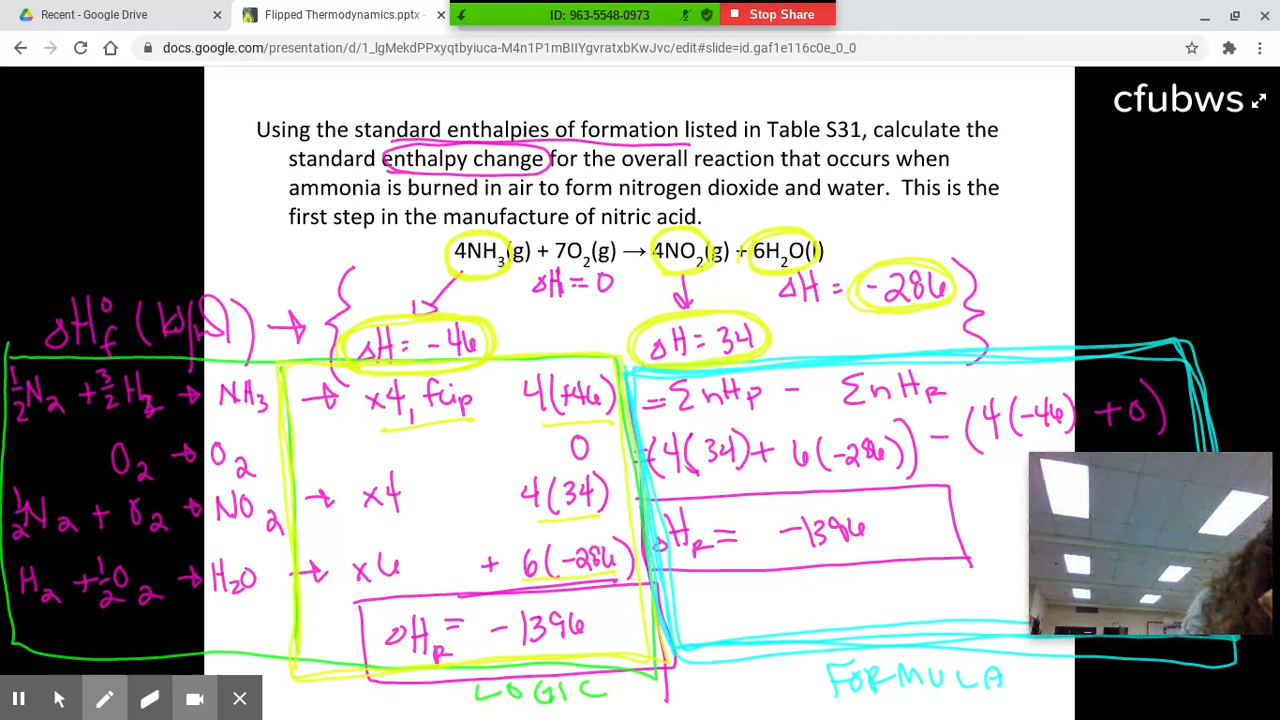 Recent - Google Drive
Flipped Thermodynamics.pptx -
ID: 963-5548-0973
Stop Share
docs.google.com/presentation/d/1_lgMekdPPxyqtbyiuca-M4n1P1mBIIYgvratxbKwJvc/edit#slide=id.gaf1e116c0e_0_0
cfubws
Using the standard enthalpies of formation listed in Table S31, calculate the
standard enthalpy change for the overall reaction that occurs when
ammonia is burned in air to form nitrogen dioxide and water. This is the
first step in the manufacture of nitric acid.
4NH₃(g) + 7O₂(g) → 4NO₂(g) + 6H₂O(l)
ΔH = 0
ΔH = -286
ΔH°f →
ΔH = -46
ΔH = 34
½N₂ + 3/2 H₂ → NH₃ → x4, flip 4(+46)
O₂ → O₂ 0
½N₂ + O₂ → NO₂ → x4 4(34)
H₂ + ½O₂ → H₂O → x6 + 6(-286)
ΔH_R = -1396
LOGIC
= ΣnHp - ΣnH_R
=(4(34) + 6(-286)) - (4(-46) + 0)
ΔH_R = -1396
FORMULA